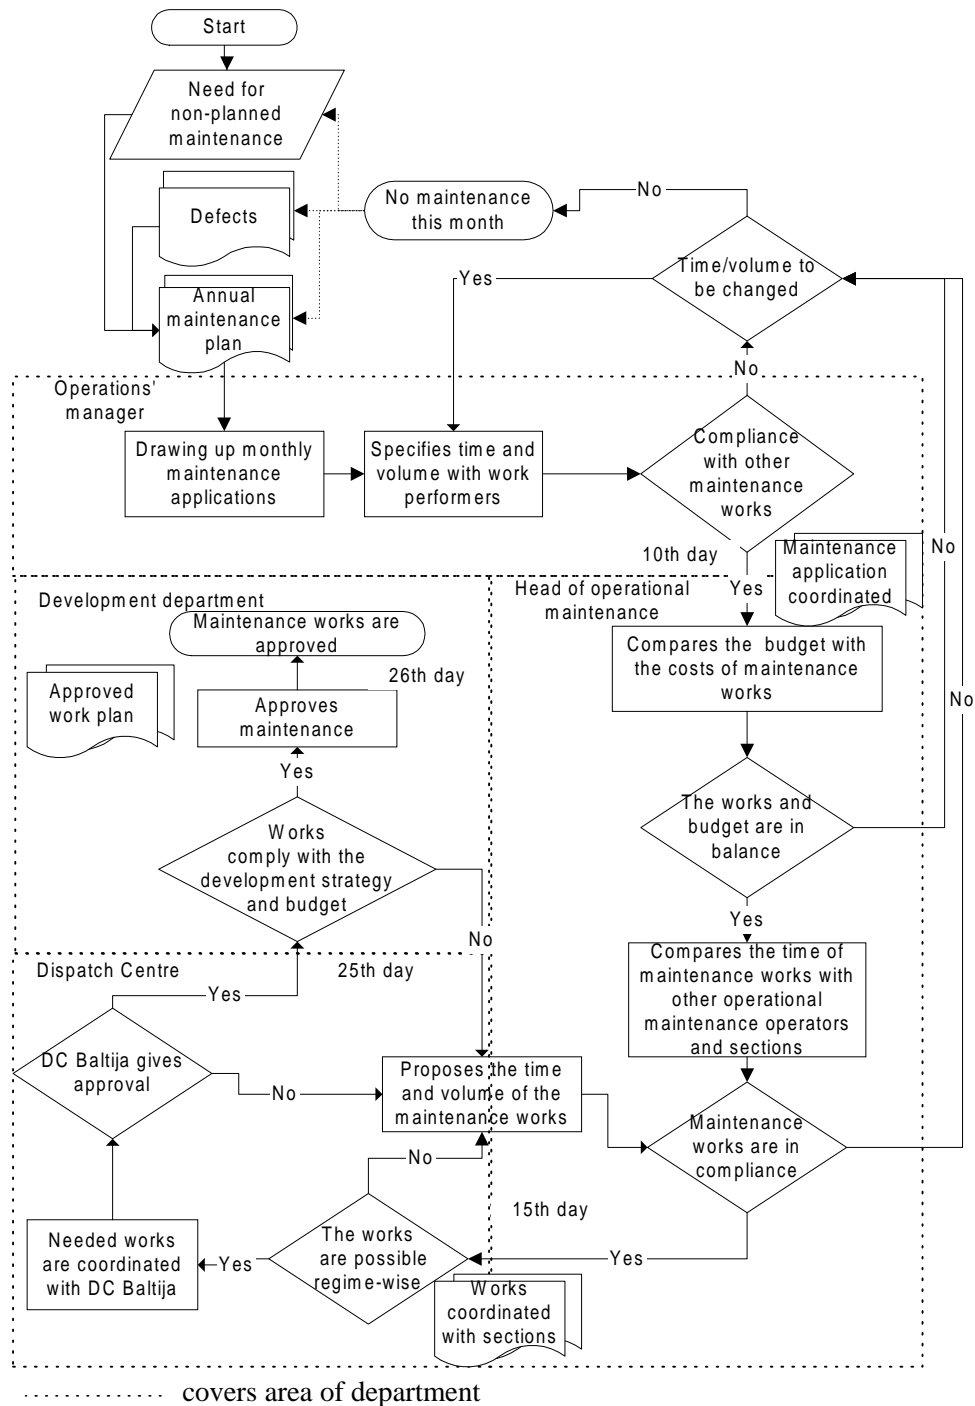 Start
Need for
non-planned
maintenance
Defects
No maintenance
this month
No
Time/volume to
be changed
Yes
Annual
maintenance
plan
No
Operations'
manager
Drawing up monthly
maintenance
applications
Specifies time and
volume with work
performers
Compliance
with other
maintenance
works
10th day
Yes
Maintenance
application
coordinated
No
No
Development department
Maintenance works are
approved
26th day
Approved
work plan
Approves
maintenance
Yes
Works
comply with the
development strategy
and budget
No
Head of operational
maintenance
Compares the budget with
the costs of maintenance
works
The works and
budget are in
balance
Yes
Compares the time of
maintenance works with
other operational
maintenance operators
and sections
Dispatch Centre
25th day
Yes
DC Baltija gives
approval
No
Proposes the time
and volume of the
maintenance works
No
Maintenance
works are in
compliance
15th day
Yes
Needed works
are coordinated
with DC Baltija
Yes
The works
are possible
regime-wise
Works
coordinated
with sections
covers area of department